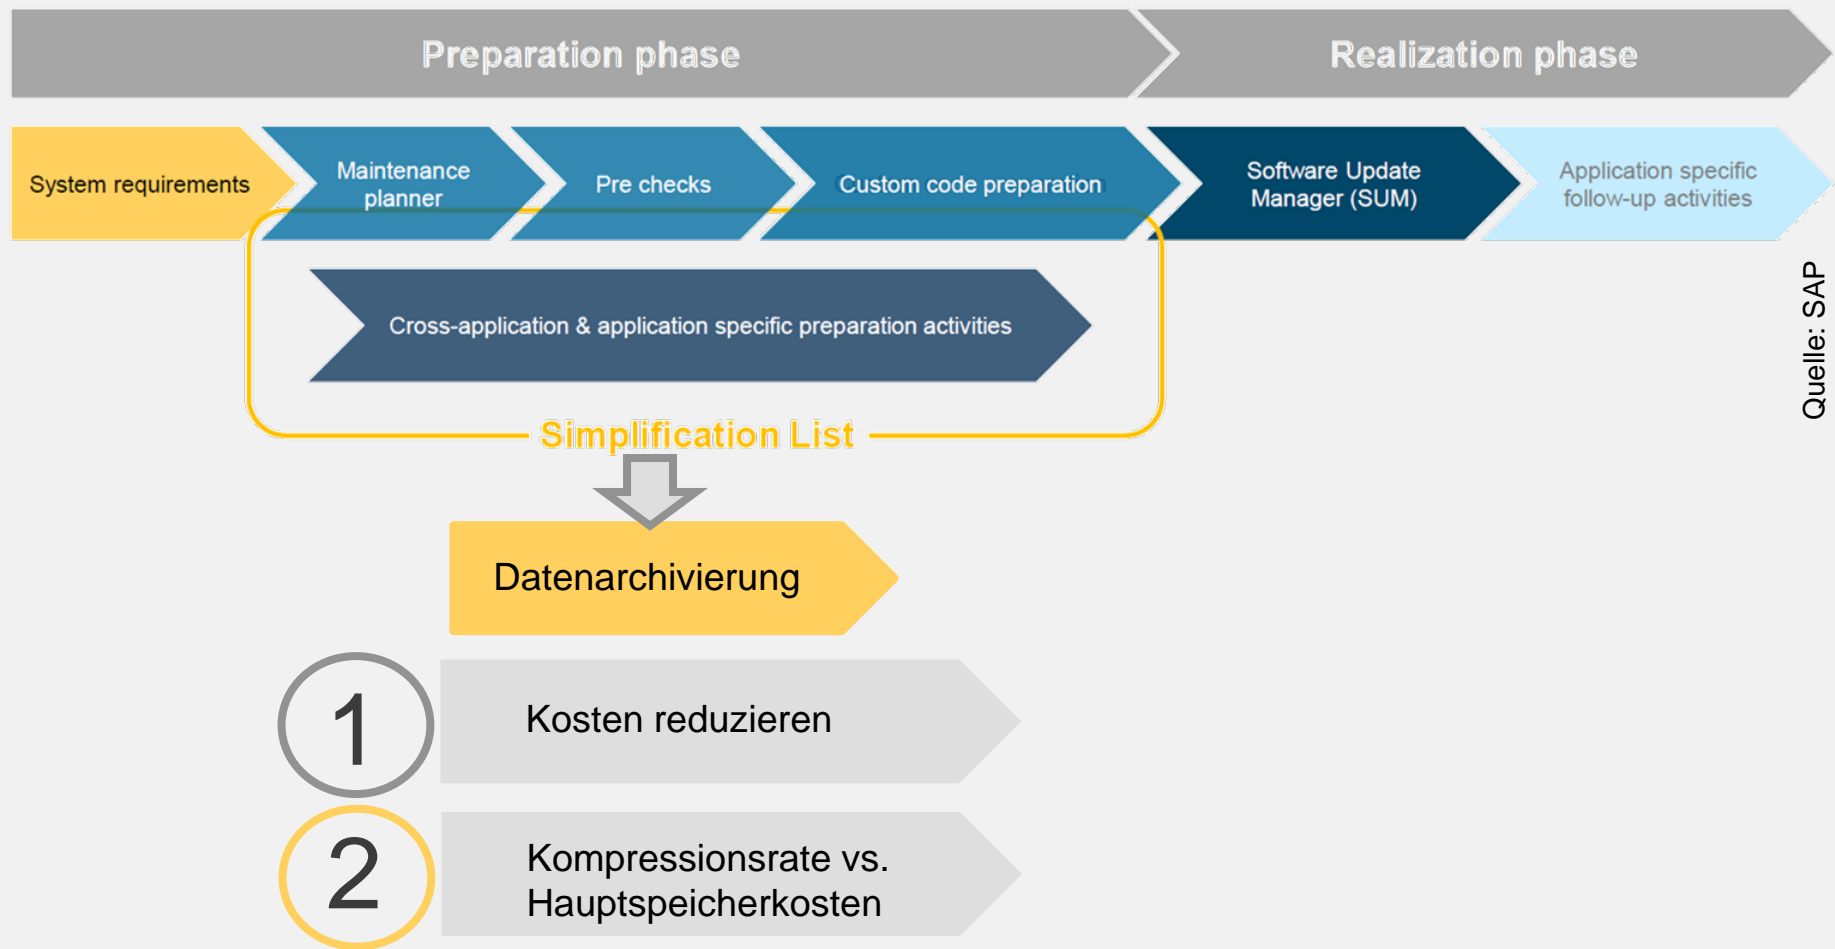 Preparation phase
Realization phase
System requirements
Maintenance
planner
Pre checks
Custom code preparation
Software Update
Manager (SUM)
Application specific
follow-up activities
Cross-application & application specific preparation activities
Quelle: SAP
Simplification List
Datenarchivierung
1
Kosten reduzieren
2
Kompressionsrate vs.
Hauptspeicherkosten